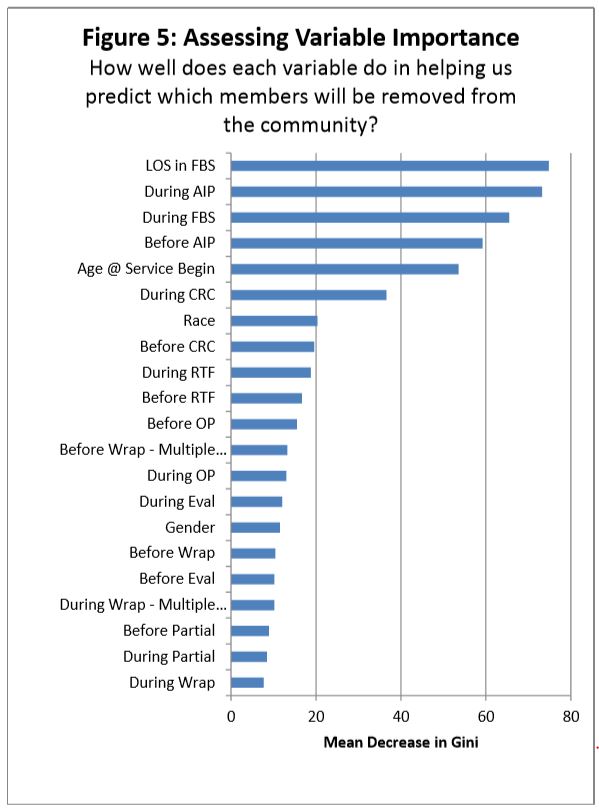 Figure 5: Assessing Variable Importance
How well does each variable do in helping us
predict which members will be removed from
the community?
LOS in FBS
During AIP
During FBS
Before AIP
Age @ Service Begin
During CRC
Race
Before CRC
During RTF
Before RTF
Before OP
Before Wrap - Multiple...
During OP
During Eval
Gender
Before Wrap
Before Eval
During Wrap - Multiple...
Before Partial
During Partial
During Wrap
0 20 40 60 80
Mean Decrease in Gini